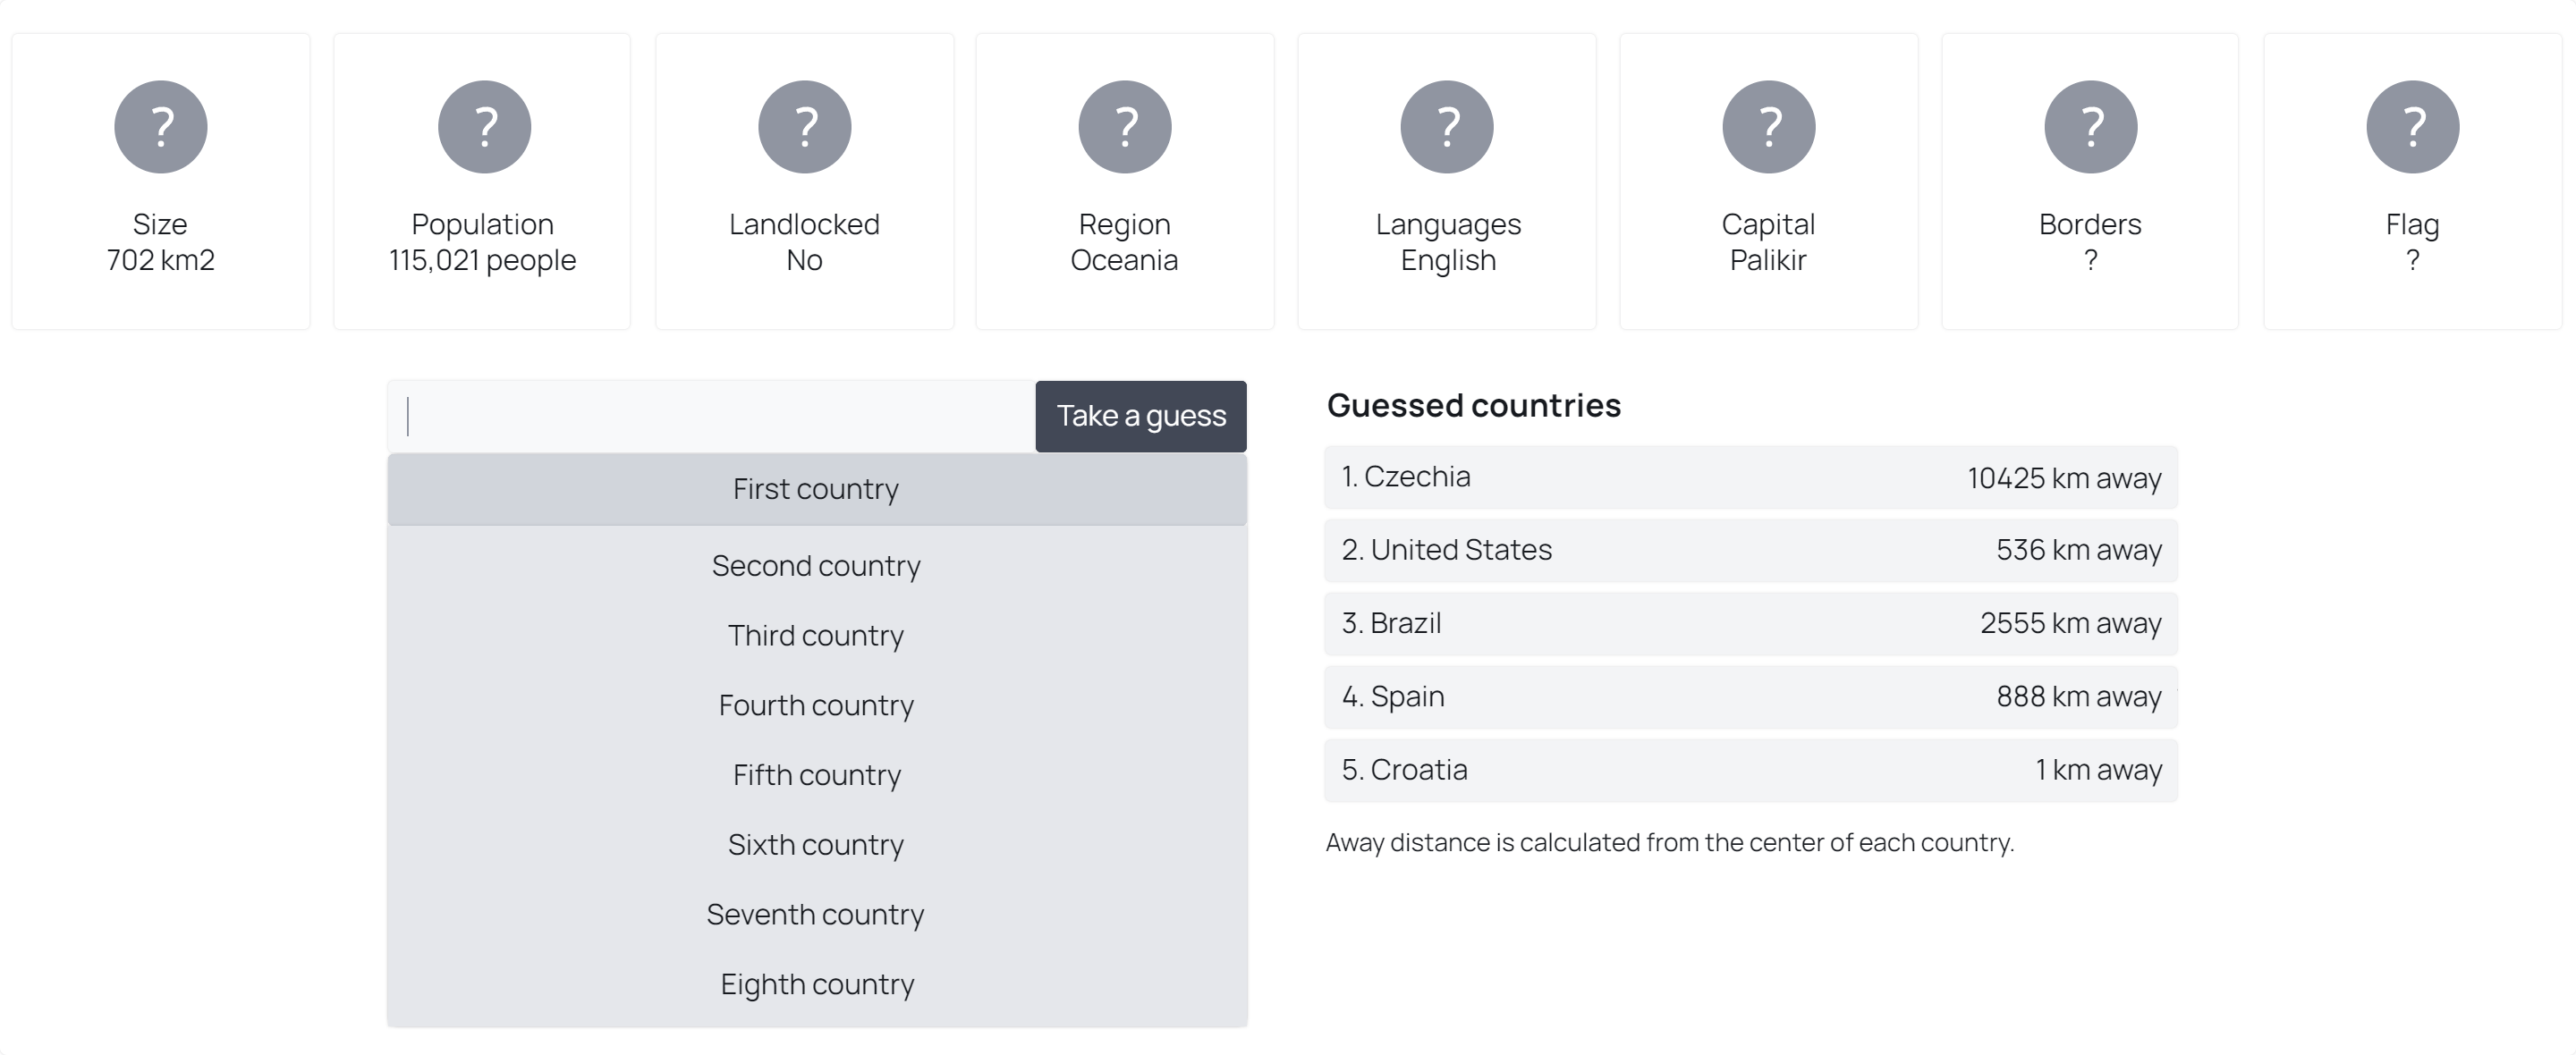 ?
Size
702 km2
?
Population
115,021 people
?
Landlocked
No
?
Region
Oceania
?
Languages
English
?
Capital
Palikir
?
Borders
?
?
Flag
?
Take a guess
First country
Second country
Third country
Fourth country
Fifth country
Sixth country
Seventh country
Eighth country
Guessed countries
1. Czechia 10425 km away
2. United States 536 km away
3. Brazil 2555 km away
4. Spain 888 km away
5. Croatia 1 km away
Away distance is calculated from the center of each country.